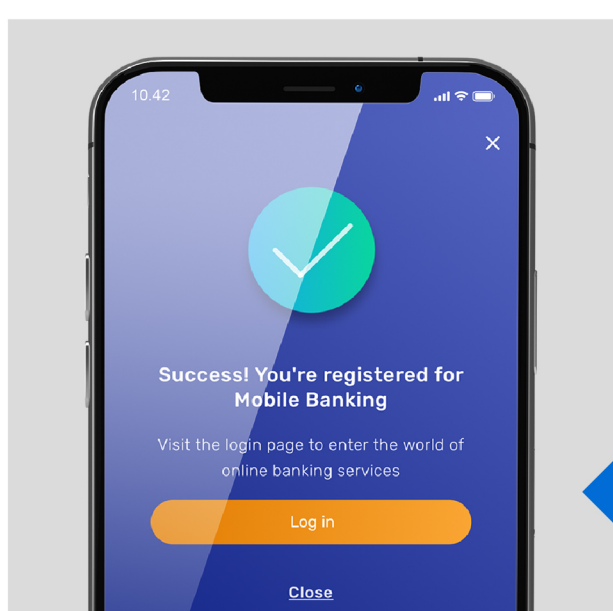 10.42
Success! You're registered for
Mobile Banking
Visit the login page to enter the world of
online banking services
Log in
Close